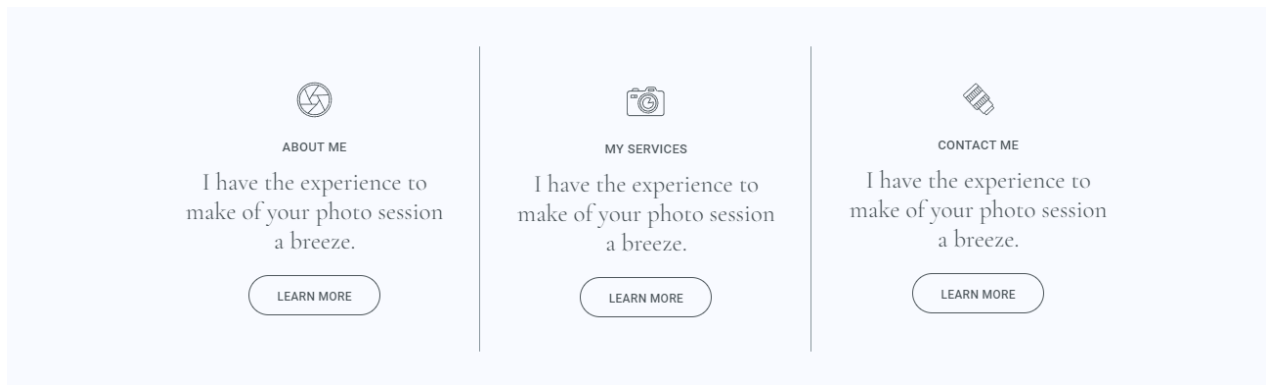 ABOUT ME
I have the experience to
make of your photo session
a breeze.
LEARN MORE
MY SERVICES
I have the experience to
make of your photo session
a breeze.
LEARN MORE
CONTACT ME
I have the experience to
make of your photo session
a breeze.
LEARN MORE